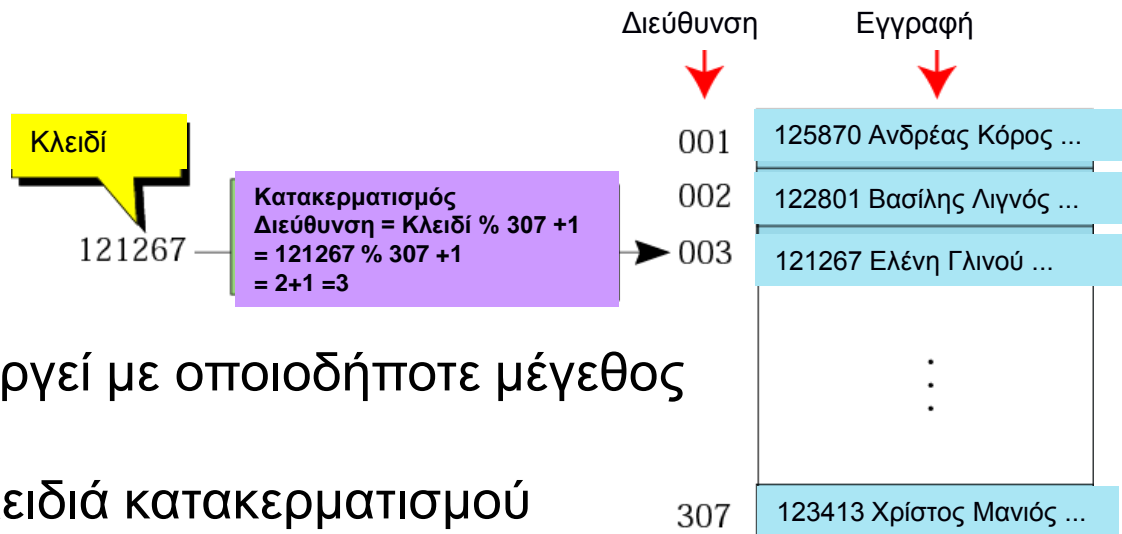 Διεύθυνση Εγγραφή
Κλειδί
001 125870 Ανδρέας Κόρος ...
002 122801 Βασίλης Λιγνός ...
Κατακερματισμός
Διεύθυνση = Κλειδί % 307 +1
= 121267 % 307 +1
= 2+1 =3
121267
003 121267 Ελένη Γλινού ...
ργεί με οποιοδήποτε μέγεθος
ειδιά κατακερματισμού
307 123413 Χρίστος Μανιός ...